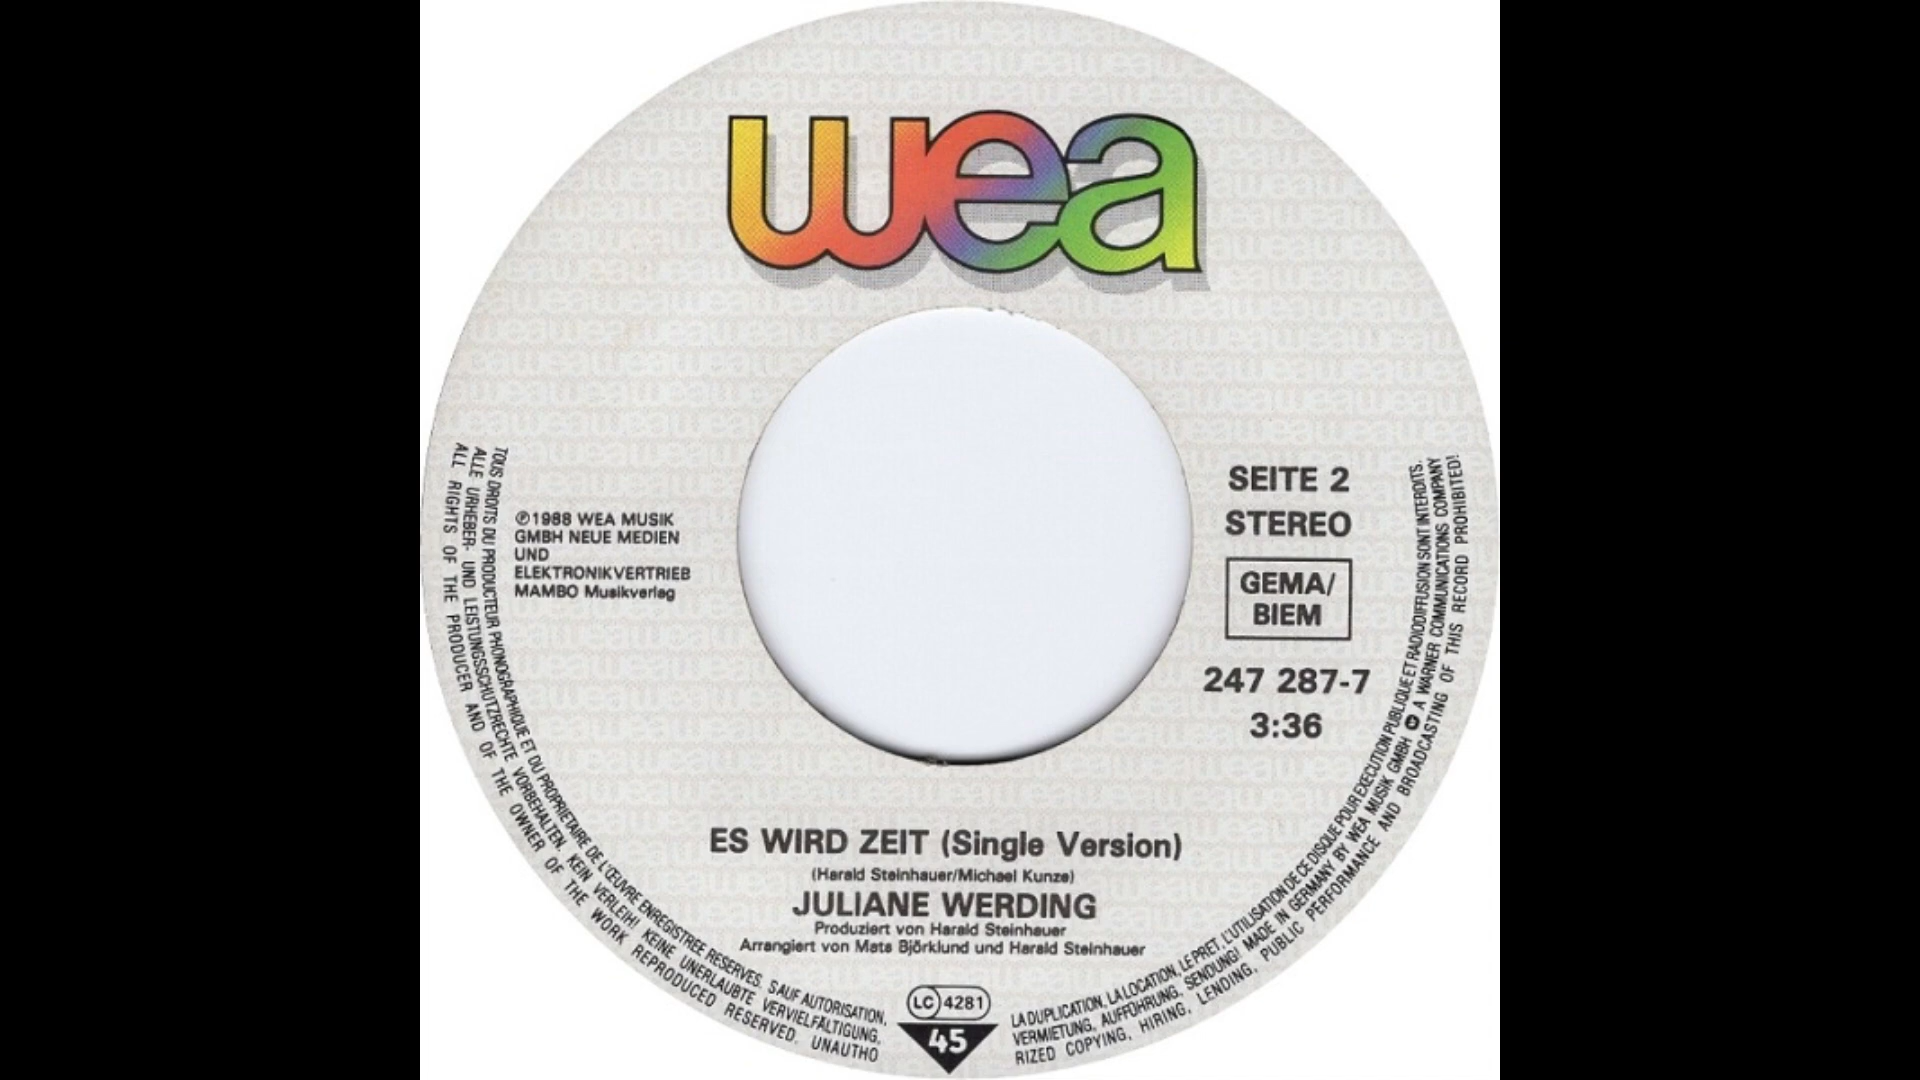 wea
SEITE 2
STEREO
GEMA/
BIEM
247 287-7
3:36
℗1988 WEA MUSIK
GMBH NEUE MEDIEN
UND
ELEKTRONIKVERTRIEB
MAMBO Musikverlag
ES WIRD ZEIT (Single Version)
(Harald Steinhauer/Michael Kunze)
JULIANE WERDING
Produziert von Harald Steinhauer
Arrangiert von Mats Björklund und Harald Steinhauer
LC 4281
45
TOUS DROITS DU PRODUCTEUR PHONOGRAPHIQUE ET DU PROPRIETAIRE DE L'ŒUVRE ENREGISTREE RESERVES. SAUF AUTORISATION,
LA DUPLICATION, LA LOCATION, LE PRET, L'UTILISATION DE CE DISQUE POUR EXECUTION PUBLIQUE ET RADIODIFFUSION SONT INTERDITS.
ALLE URHEBER- UND LEISTUNGSSCHUTZRECHTE VORBEHALTEN. KEIN VERLEIH! KEINE UNERLAUBTE VERVIELFÄLTIGUNG,
VERMIETUNG, AUFFÜHRUNG, SENDUNG! MADE IN GERMANY BY WEA MUSIK GMBH A WARNER COMMUNICATIONS COMPANY
ALL RIGHTS OF THE PRODUCER AND OF THE OWNER OF THE WORK REPRODUCED RESERVED. UNAUTHO
RIZED COPYING, HIRING, LENDING, PUBLIC PERFORMANCE AND BROADCASTING OF THIS RECORD PROHIBITED!